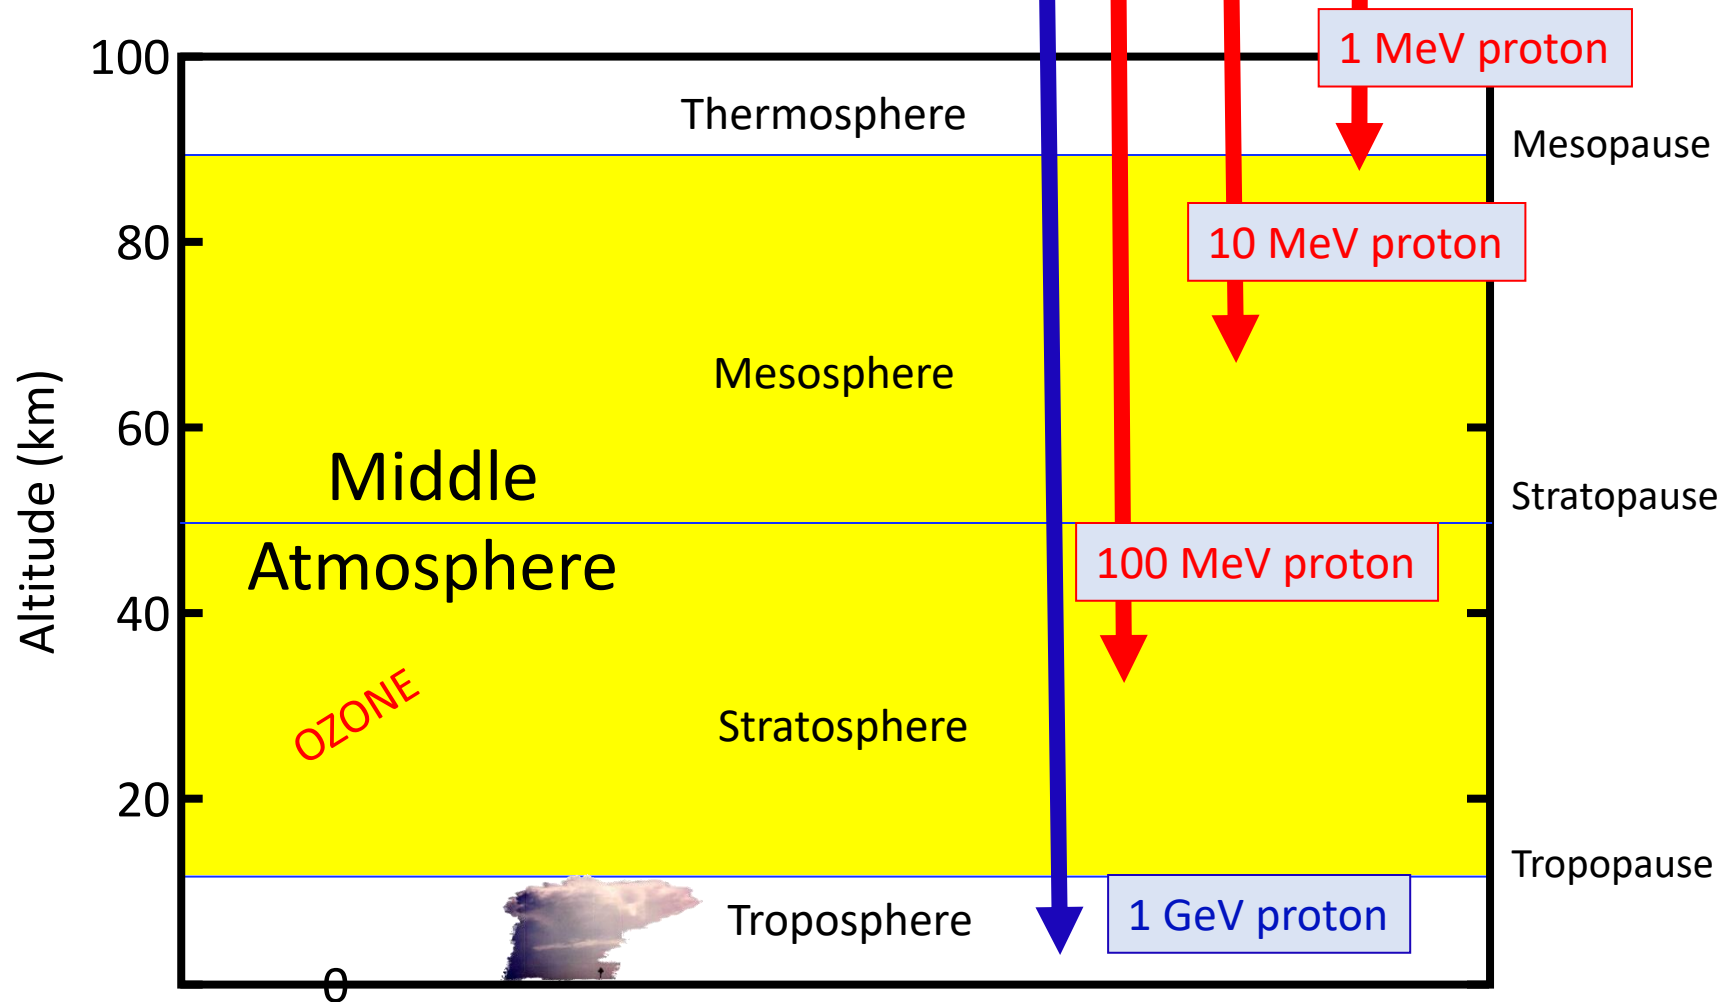 1 MeV proton
100
Thermosphere
Mesopause
80
10 MeV proton
Mesosphere
Altitude (km)
60
Middle
Stratopause
Atmosphere
100 MeV proton
40
OZONE
Stratosphere
20
Tropopause
Troposphere
1 GeV proton
0